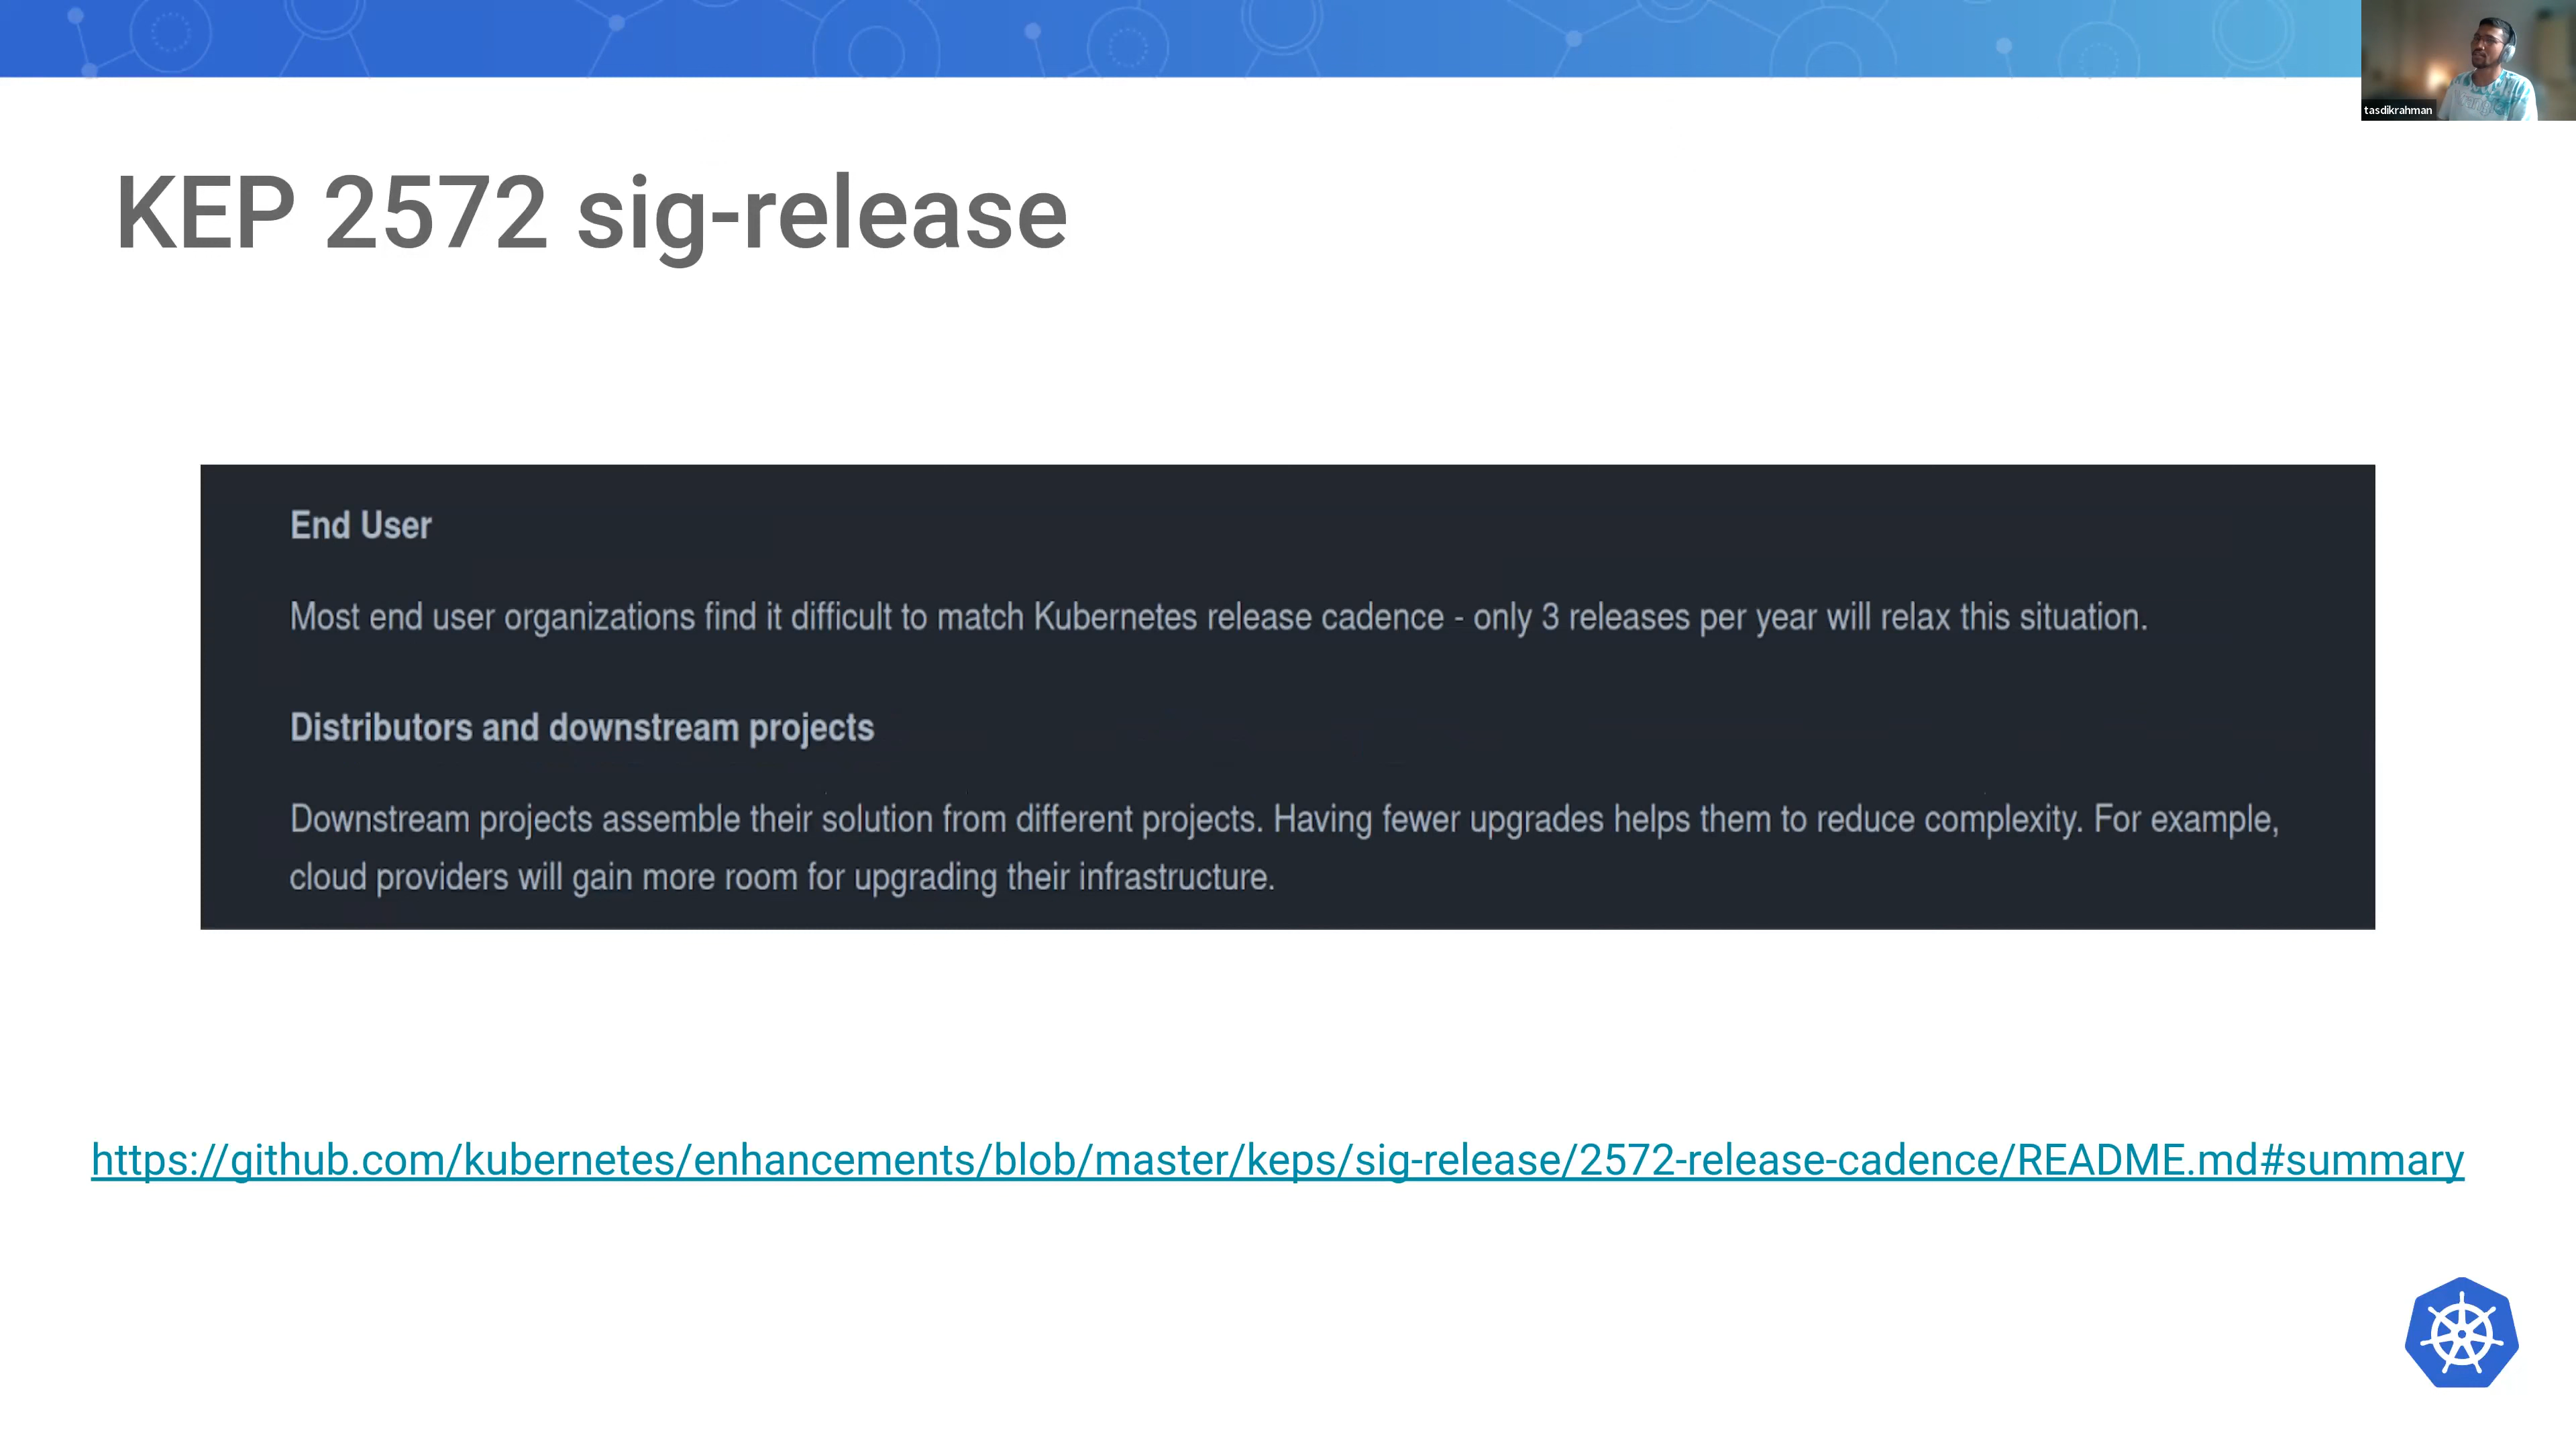 tasdikrahman
KEP 2572 sig-release
End User
Most end user organizations find it difficult to match Kubernetes release cadence - only 3 releases per year will relax this situation.
Distributors and downstream projects
Downstream projects assemble their solution from different projects. Having fewer upgrades helps them to reduce complexity. For example,
cloud providers will gain more room for upgrading their infrastructure.
https://github.com/kubernetes/enhancements/blob/master/keps/sig-release/2572-release-cadence/README.md#summary